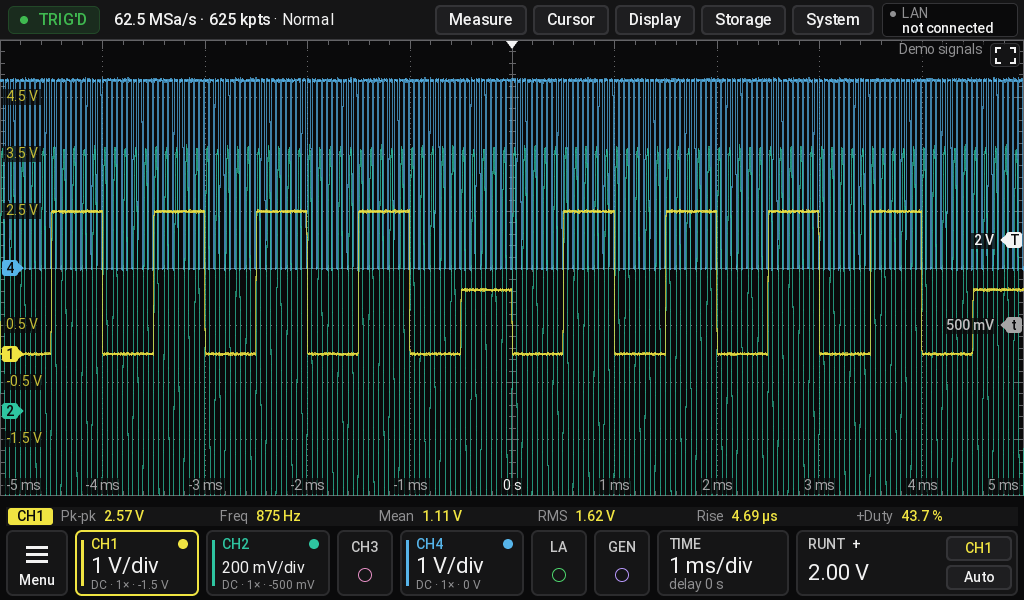 TRIG'D
62.5 MSa/s · 625 kpts · Normal
Measure
Cursor
Display
Storage
System
LAN
not connected
Demo signals
4.5 V
3.5 V
2.5 V
2 V T
4
0.5 V
500 mV t
1
-0.5 V
2
-1.5 V
-5 ms -4 ms -3 ms -2 ms -1 ms 0 s 1 ms 2 ms 3 ms 4 ms 5 ms
CH1 Pk-pk 2.57 V Freq 875 Hz Mean 1.11 V RMS 1.62 V Rise 4.69 µs +Duty 43.7 %
Menu
CH1
1 V/div
DC · 1× · -1.5 V
CH2
200 mV/div
DC · 1× · -500 mV
CH3
CH4
1 V/div
DC · 1× · 0 V
LA
GEN
TIME
1 ms/div
delay 0 s
RUNT +
2.00 V
CH1
Auto